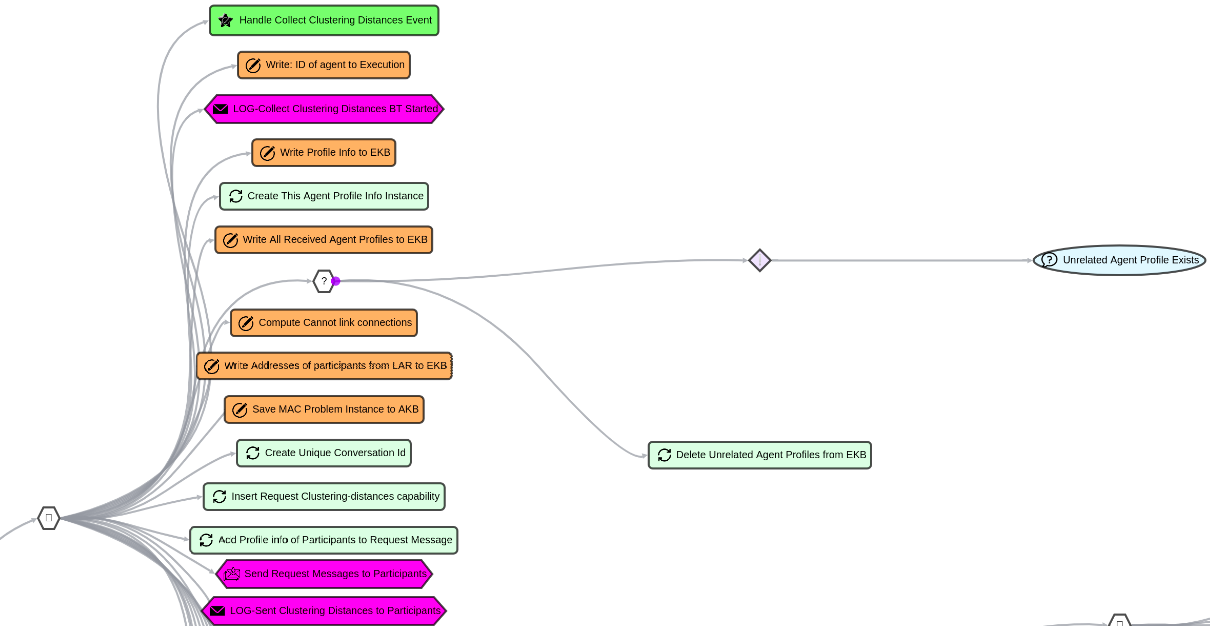 Handle Collect Clustering Distances Event
Write: ID of agent to Execution
LOG-Collect Clustering Distances BT Started
Write Profile Info to EKB
Create This Agent Profile Info Instance
Write All Received Agent Profiles to EKB
Unrelated Agent Profile Exists
?
Compute Cannot link connections
Write Addresses of participants from LAR to EKB
Save MAC Problem Instance to AKB
Create Unique Conversation Id
Delete Unrelated Agent Profiles from EKB
Insert Request Clustering-distances capability
Add Profile info of Participants to Request Message
Send Request Messages to Participants
LOG-Sent Clustering Distances to Participants